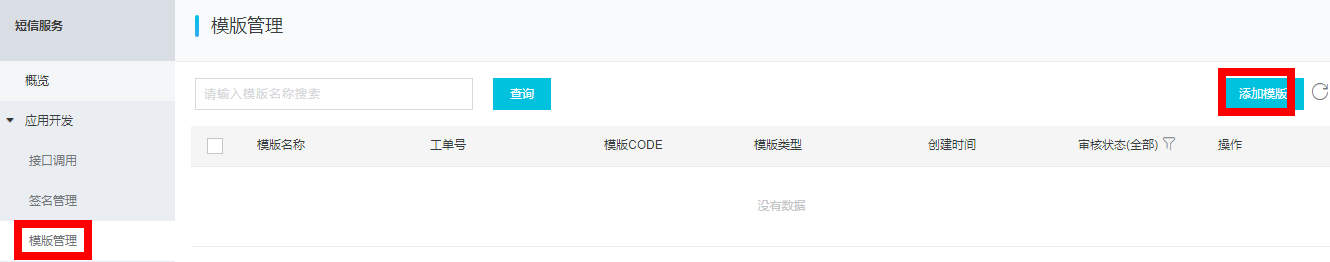 短信服务
模版管理
概览
请输入模版名称搜索
查询
添加模版
应用开发
模版名称
工单号
模版CODE
模版类型
创建时间
审核状态(全部)
操作
接口调用
签名管理
没有数据
模版管理